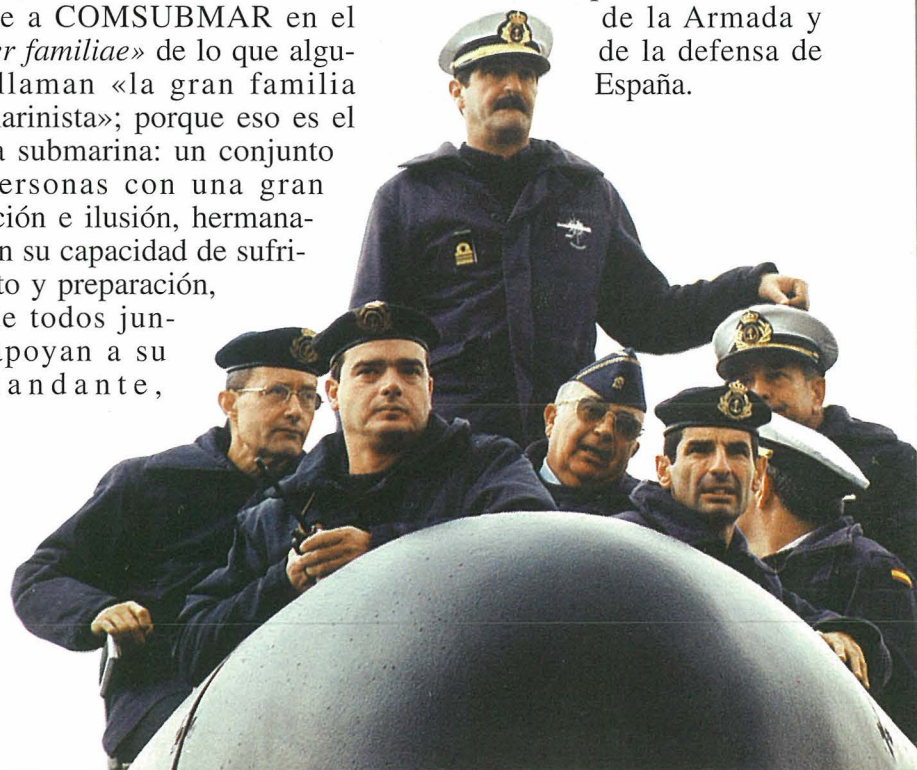 e a COMSUBMAR en el
er familiae» de lo que algu-
llaman «la gran familia
arinista»; porque eso es el
a submarina: un conjunto
ersonas con una gran
ción e ilusión, hermana-
n su capacidad de sufri-
to y preparación,
e todos jun-
apoyan a su
andante,
de la Armada y
de la defensa de
España.